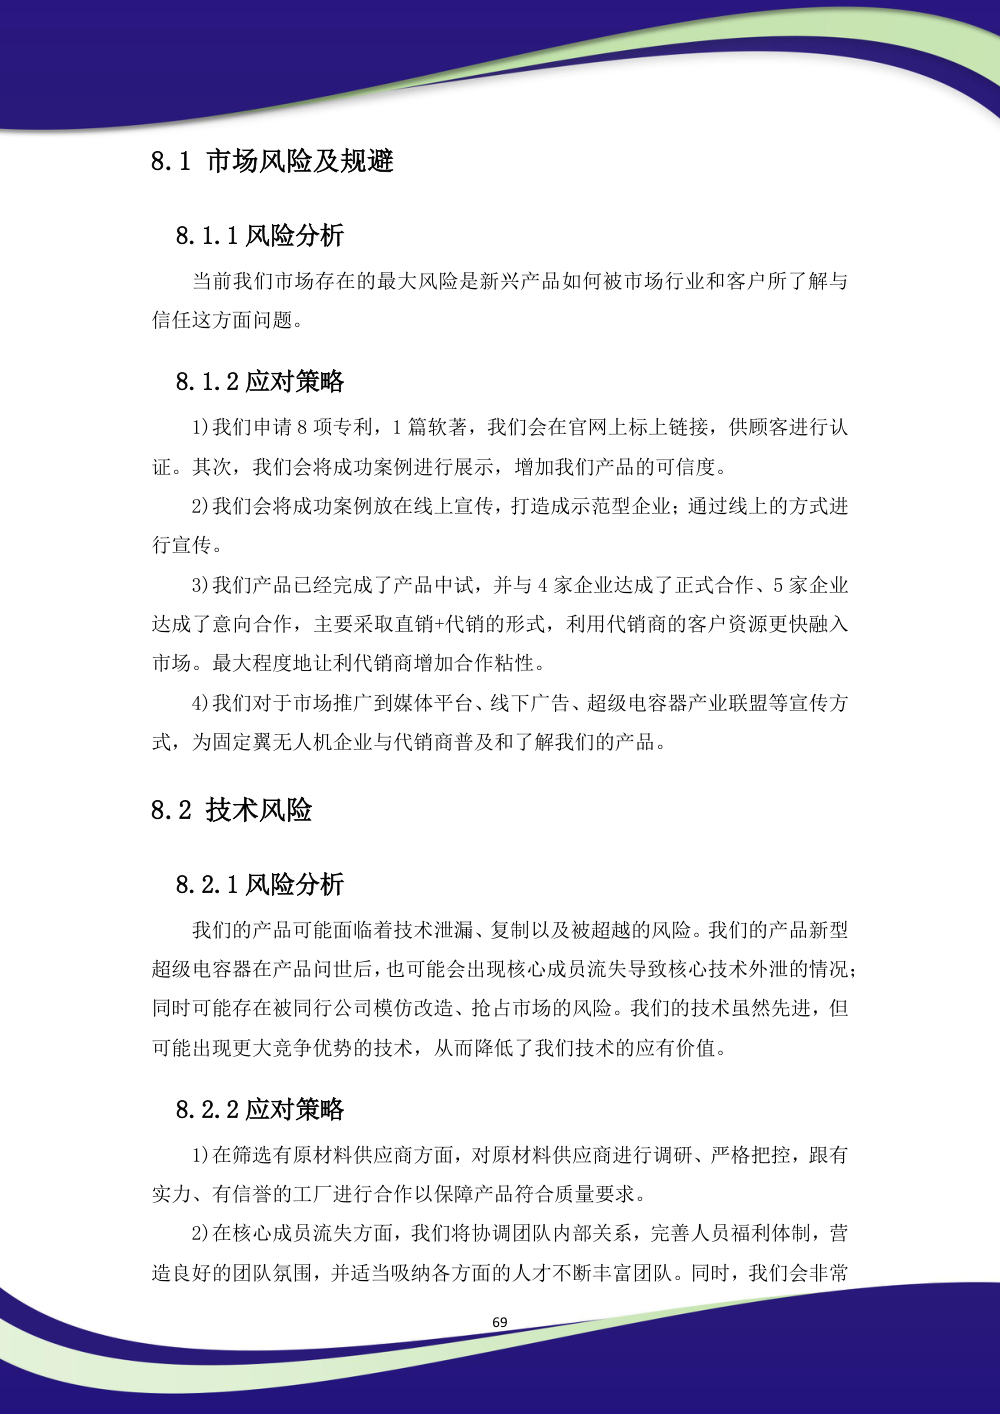 8.1 市场风险及规避
8.1.1 风险分析
当前我们市场存在的最大风险是新兴产品如何被市场行业和客户所了解与
信任这方面问题。
8.1.2 应对策略
1)我们申请 8 项专利，1 篇软著，我们会在官网上标上链接，供顾客进行认
证。其次，我们会将成功案例进行展示，增加我们产品的可信度。
2)我们会将成功案例放在线上宣传，打造成示范型企业；通过线上的方式进
行宣传。
3)我们产品已经完成了产品中试，并与 4 家企业达成了正式合作、5 家企业
达成了意向合作，主要采取直销+代销的形式，利用代销商的客户资源更快融入
市场。最大程度地让利代销商增加合作粘性。
4)我们对于市场推广到媒体平台、线下广告、超级电容器产业联盟等宣传方
式，为固定翼无人机企业与代销商普及和了解我们的产品。
8.2 技术风险
8.2.1 风险分析
我们的产品可能面临着技术泄漏、复制以及被超越的风险。我们的产品新型
超级电容器在产品问世后，也可能会出现核心成员流失导致核心技术外泄的情况；
同时可能存在被同行公司模仿改造、抢占市场的风险。我们的技术虽然先进，但
可能出现更大竞争优势的技术，从而降低了我们技术的应有价值。
8.2.2 应对策略
1)在筛选有原材料供应商方面，对原材料供应商进行调研、严格把控，跟有
实力、有信誉的工厂进行合作以保障产品符合质量要求。
2)在核心成员流失方面，我们将协调团队内部关系，完善人员福利体制，营
造良好的团队氛围，并适当吸纳各方面的人才不断丰富团队。同时，我们会非常
69